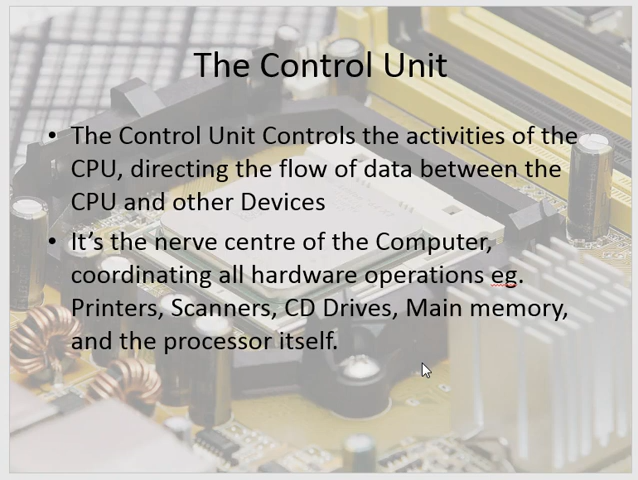 The Control Unit
• The Control Unit Controls the activities of the
CPU, directing the flow of data between the
CPU and other Devices
• It's the nerve centre of the Computer,
coordinating all hardware operations eg.
Printers, Scanners, CD Drives, Main memory,
and the processor itself.